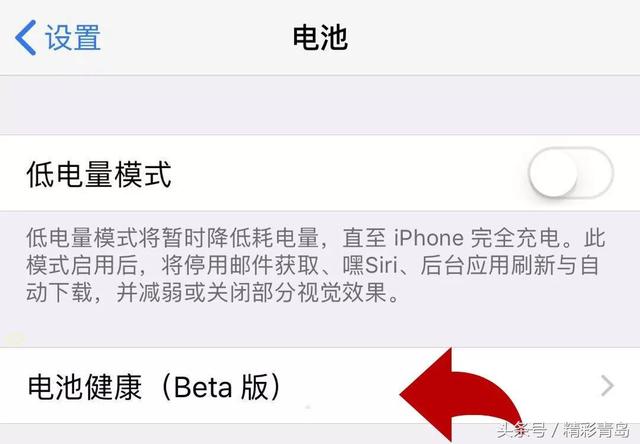 设置
电池
低电量模式
低电量模式将暂时降低耗电量，直至 iPhone 完全充电。此
模式启用后，将停用邮件获取、嘿Siri、后台应用刷新与自
动下载，并减弱或关闭部分视觉效果。
电池健康（Beta 版）
头条号 / 精彩青岛